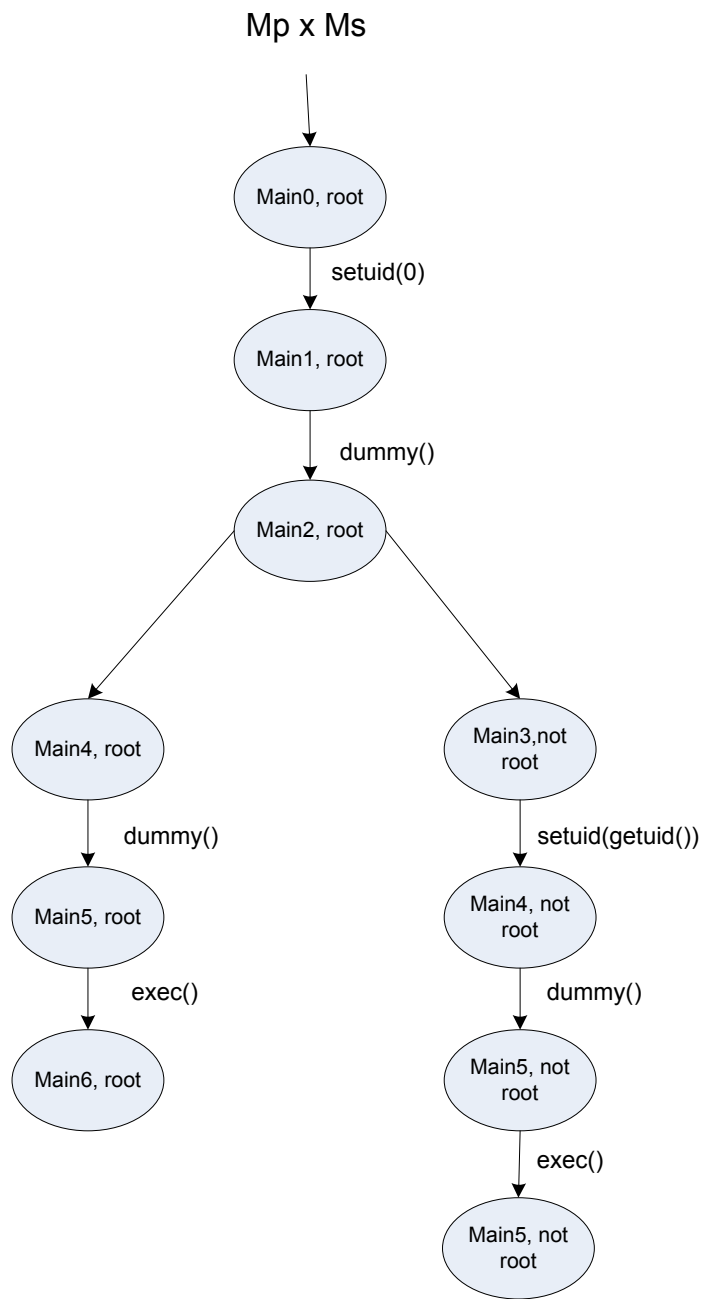 Mp x Ms
Main0, root
setuid(0)
Main1, root
dummy()
Main2, root
Main4, root
Main3,not
root
dummy()
setuid(getuid())
Main5, root
Main4, not
root
exec()
dummy()
Main6, root
Main5, not
root
exec()
Main5, not
root